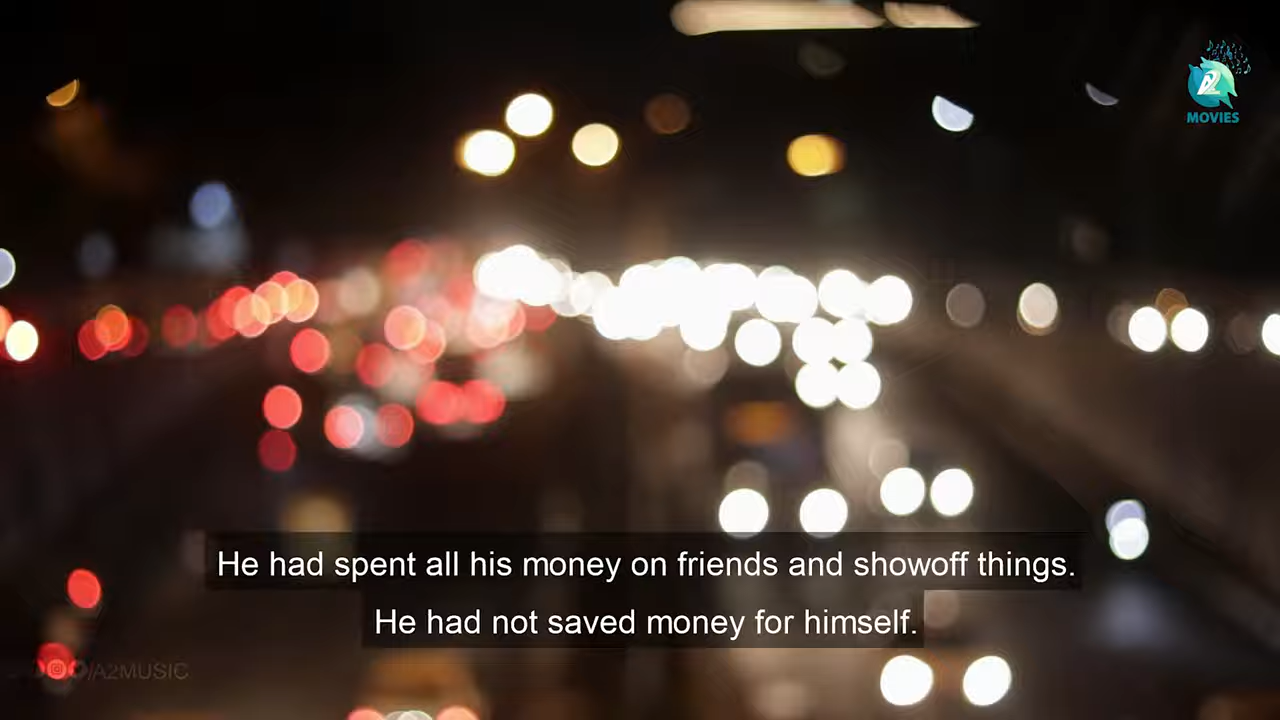 A2
MOVIES
He had spent all his money on friends and showoff things.
He had not saved money for himself.
/A2MUSIC